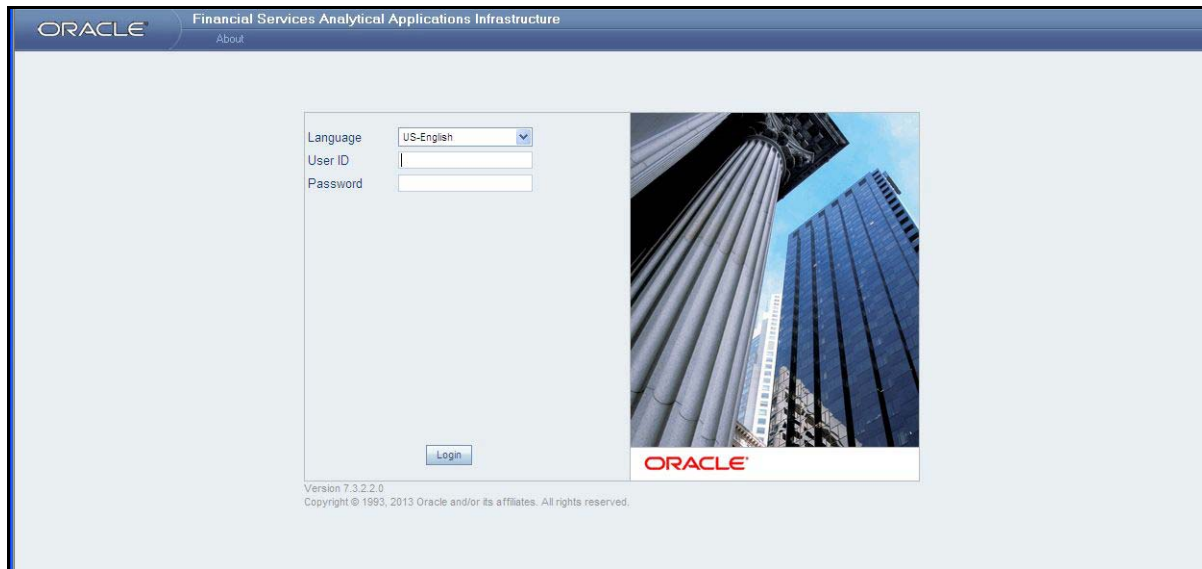 ORACLE
Financial Services Analytical Applications Infrastructure
About
Language
US-English
User ID
Password
Login
ORACLE
Version 7.3.2.2.0
Copyright © 1993, 2013 Oracle and/or its affiliates. All rights reserved.